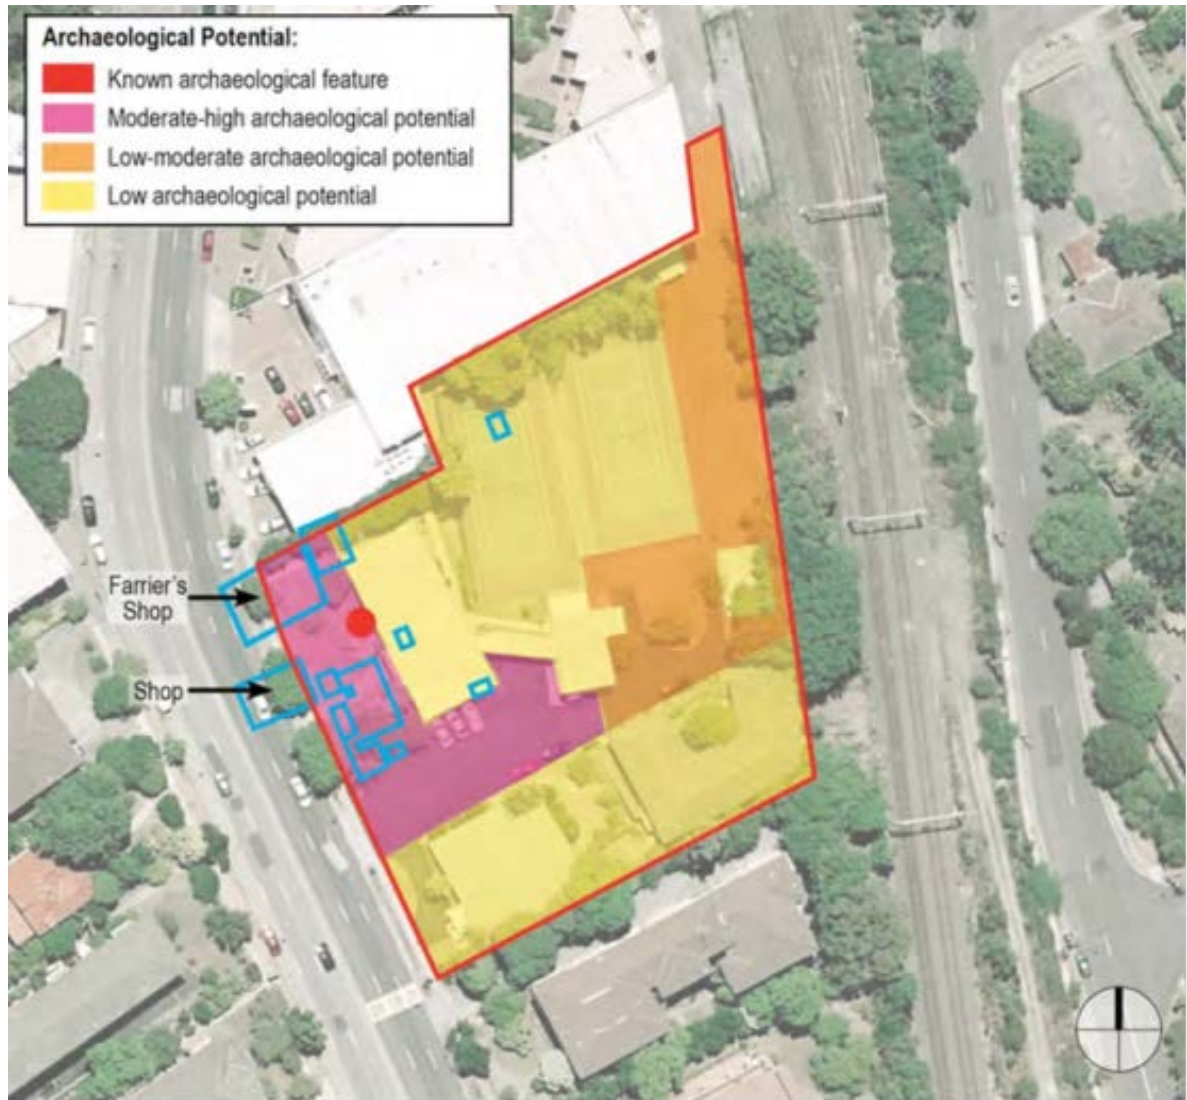 Archaeological Potential:
Known archaeological feature
Moderate-high archaeological potential
Low-moderate archaeological potential
Low archaeological potential
Farrier's
Shop
Shop